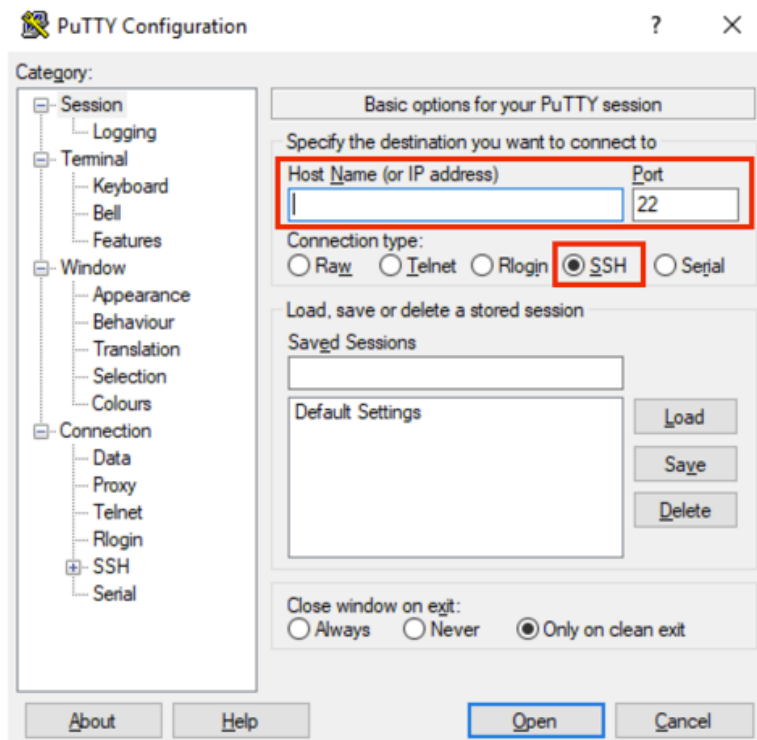 PuTTY Configuration
?
Category:
Session
Logging
Terminal
Keyboard
Bell
Features
Window
Appearance
Behaviour
Translation
Selection
Colours
Connection
Data
Proxy
Telnet
Rlogin
SSH
Serial
Basic options for your PuTTY session
Specify the destination you want to connect to
Host Name (or IP address) Port
22
Connection type:
Raw Telnet Rlogin SSH Serial
Load, save or delete a stored session
Saved Sessions
Default Settings
Load
Save
Delete
Close window on exit:
Always Never Only on clean exit
About Help Open Cancel